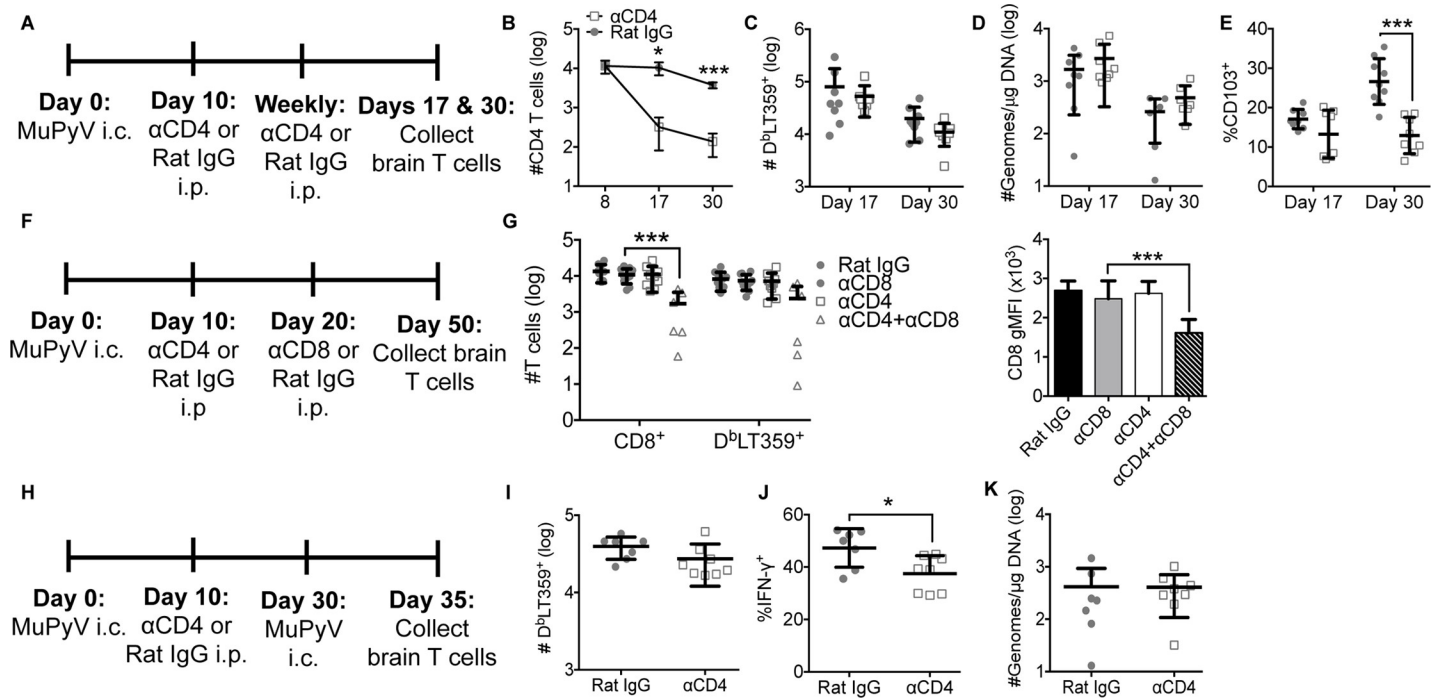 A
Day 0:
MuPyV i.c.
Day 10:
αCD4 or
Rat IgG
i.p.
Weekly:
αCD4 or
Rat IgG
i.p.
Days 17 & 30:
Collect
brain T cells
B
αCD4
Rat IgG
#CD4 T cells (log)
5
4
3
2
1
*
***
8
17
30
C
# DᵇLT359⁺ (log)
6
5
4
3
Day 17
Day 30
D
#Genomes/µg DNA (log)
4
3
2
1
Day 17
Day 30
E
%CD103⁺
40
30
20
10
0
***
Day 17
Day 30
F
Day 0:
MuPyV i.c.
Day 10:
αCD4 or
Rat IgG
i.p
Day 20:
αCD8 or
Rat IgG
i.p.
Day 50:
Collect brain
T cells
G
#T cells (log)
5
4
3
2
1
0
***
CD8⁺
DᵇLT359⁺
Rat IgG
αCD8
αCD4
αCD4+αCD8
CD8 gMFI (x10³)
4
3
2
1
0
***
Rat IgG
αCD8
αCD4
αCD4+αCD8
H
Day 0:
MuPyV i.c.
Day 10:
αCD4 or
Rat IgG i.p.
Day 30:
MuPyV
i.c.
Day 35:
Collect
brain T cells
I
# DᵇLT359⁺ (log)
5
4
3
Rat IgG
αCD4
J
%IFN-γ⁺
60
40
20
0
*
Rat IgG
αCD4
K
#Genomes/µg DNA (log)
4
3
2
1
Rat IgG
αCD4